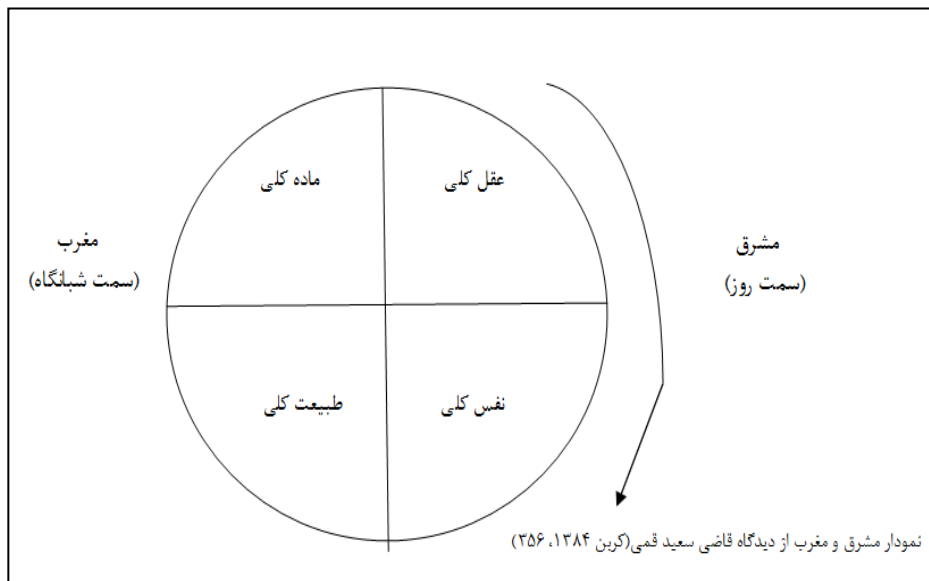 عقل کلی
ماده کلی
مشرق
(سمت روز)
مغرب
(سمت شبانگاه)
نفس کلی
طبیعت کلی
نمودار مشرق و مغرب از دیدگاه قاضی سعید قمی(کربن ۱۳۸۴، ۳۵۶)